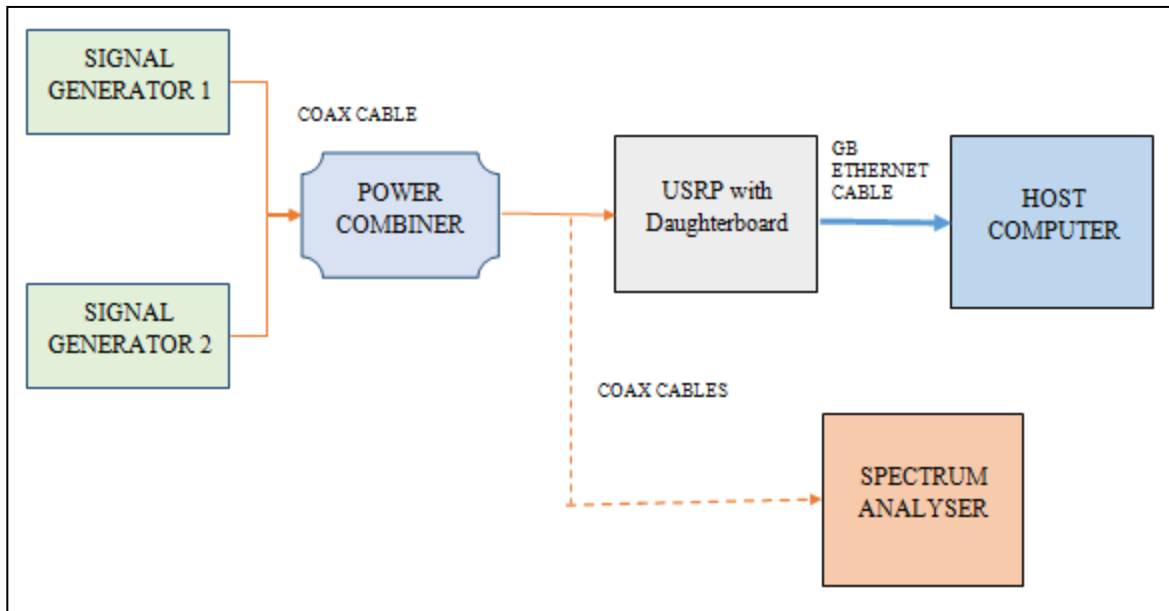 SIGNAL
GENERATOR 1
COAX CABLE
POWER
COMBINER
USRP with
Daughterboard
GB
ETHERNET
CABLE
HOST
COMPUTER
SIGNAL
GENERATOR 2
COAX CABLES
SPECTRUM
ANALYSER